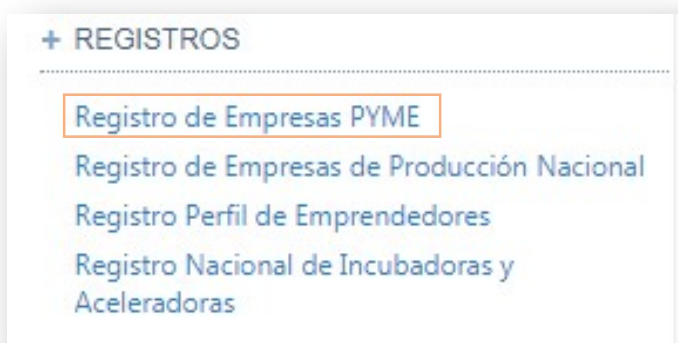 + REGISTROS
Registro de Empresas PYME
Registro de Empresas de Producción Nacional
Registro Perfil de Emprendedores
Registro Nacional de Incubadoras y
Aceleradoras